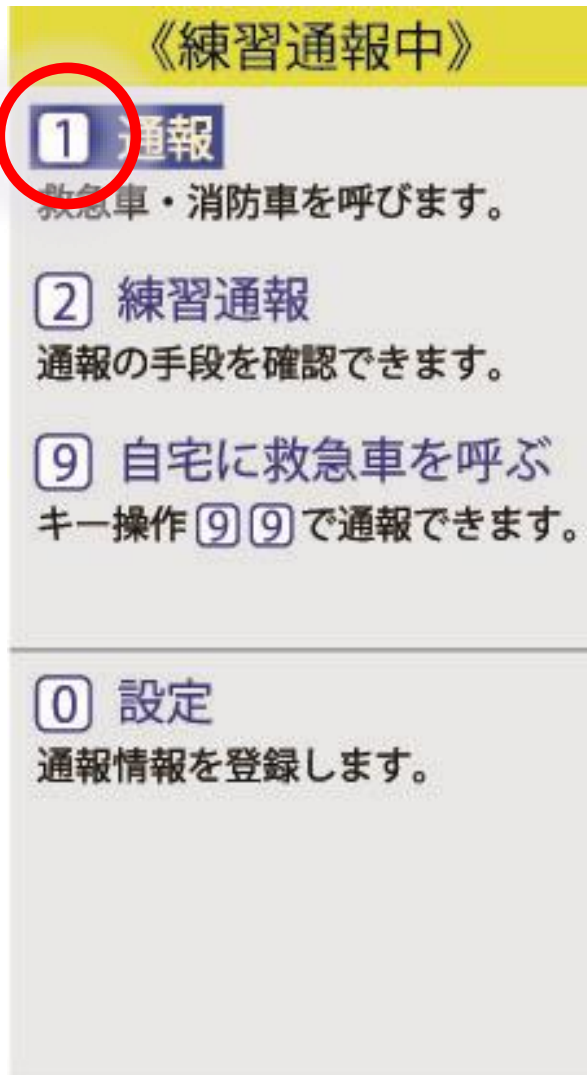 《練習通報中》
1 通報
救急車・消防車を呼びます。
2 練習通報
通報の手段を確認できます。
9 自宅に救急車を呼ぶ
キー操作99で通報できます。
0 設定
通報情報を登録します。